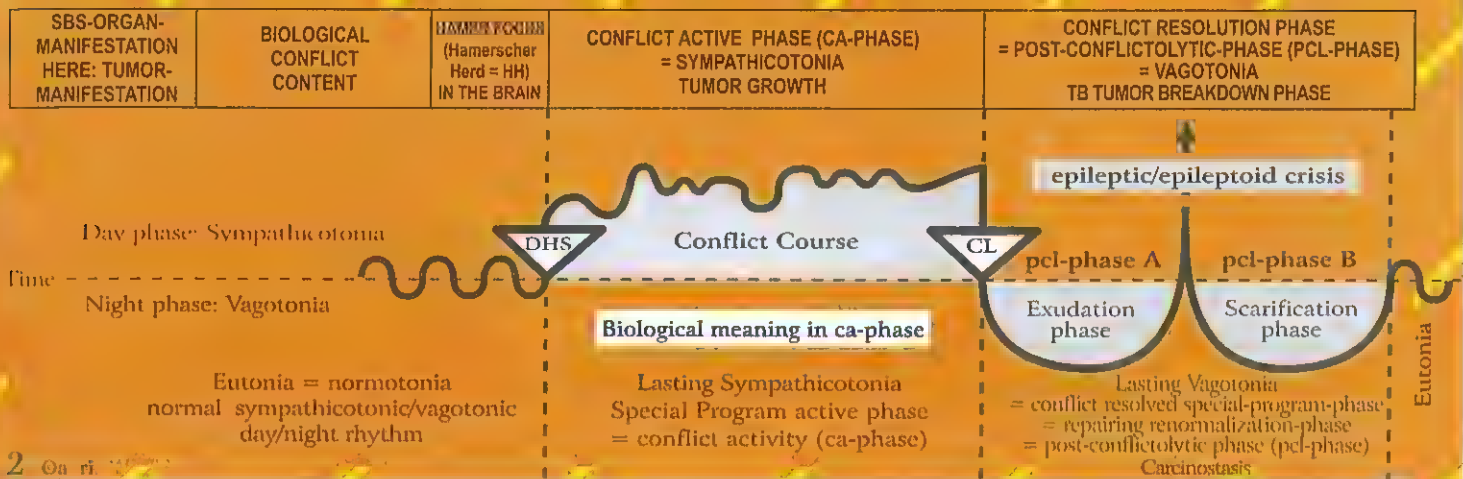 SBS-ORGAN-
MANIFESTATION
HERE: TUMOR-
MANIFESTATION
BIOLOGICAL
CONFLICT
CONTENT
(Hamerscher
Herd = HH)
IN THE BRAIN
CONFLICT ACTIVE PHASE (CA-PHASE)
= SYMPATHICOTONIA
TUMOR GROWTH
CONFLICT RESOLUTION PHASE
= POST-CONFLICTOLYTIC-PHASE (PCL-PHASE)
= VAGOTONIA
TB TUMOR BREAKDOWN PHASE
epileptic/epileptoid crisis
Day phase: Sympathicotonia
DHS
Conflict Course
CL
pcl-phase A
pcl-phase B
Time
Night phase: Vagotonia
Exudation
phase
Scarification
phase
Biological meaning in ca-phase
Eutonia = normotonia
normal sympathicotonic/vagotonic
day/night rhythm
Lasting Sympathicotonia
Special Program active phase
= conflict activity (ca-phase)
Lasting Vagotonia
= conflict resolved special-program-phase
= repairing renormalization-phase
= post-conflictolytic phase (pcl-phase)
Carcinostasis
Eutonia
2